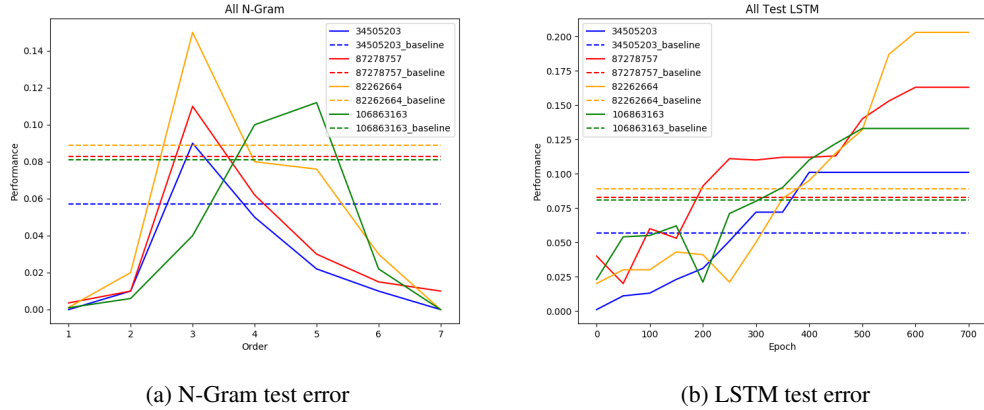 All N-Gram
Performance
0.14
0.12
0.10
0.08
0.06
0.04
0.02
0.00
34505203
34505203_baseline
87278757
87278757_baseline
82262664
82262664_baseline
106863163
106863163_baseline
1 2 3 4 5 6 7
Order
(a) N-Gram test error
All Test LSTM
Performance
0.200
0.175
0.150
0.125
0.100
0.075
0.050
0.025
0.000
34505203
34505203_baseline
87278757
87278757_baseline
82262664
82262664_baseline
106863163
106863163_baseline
0 100 200 300 400 500 600 700
Epoch
(b) LSTM test error